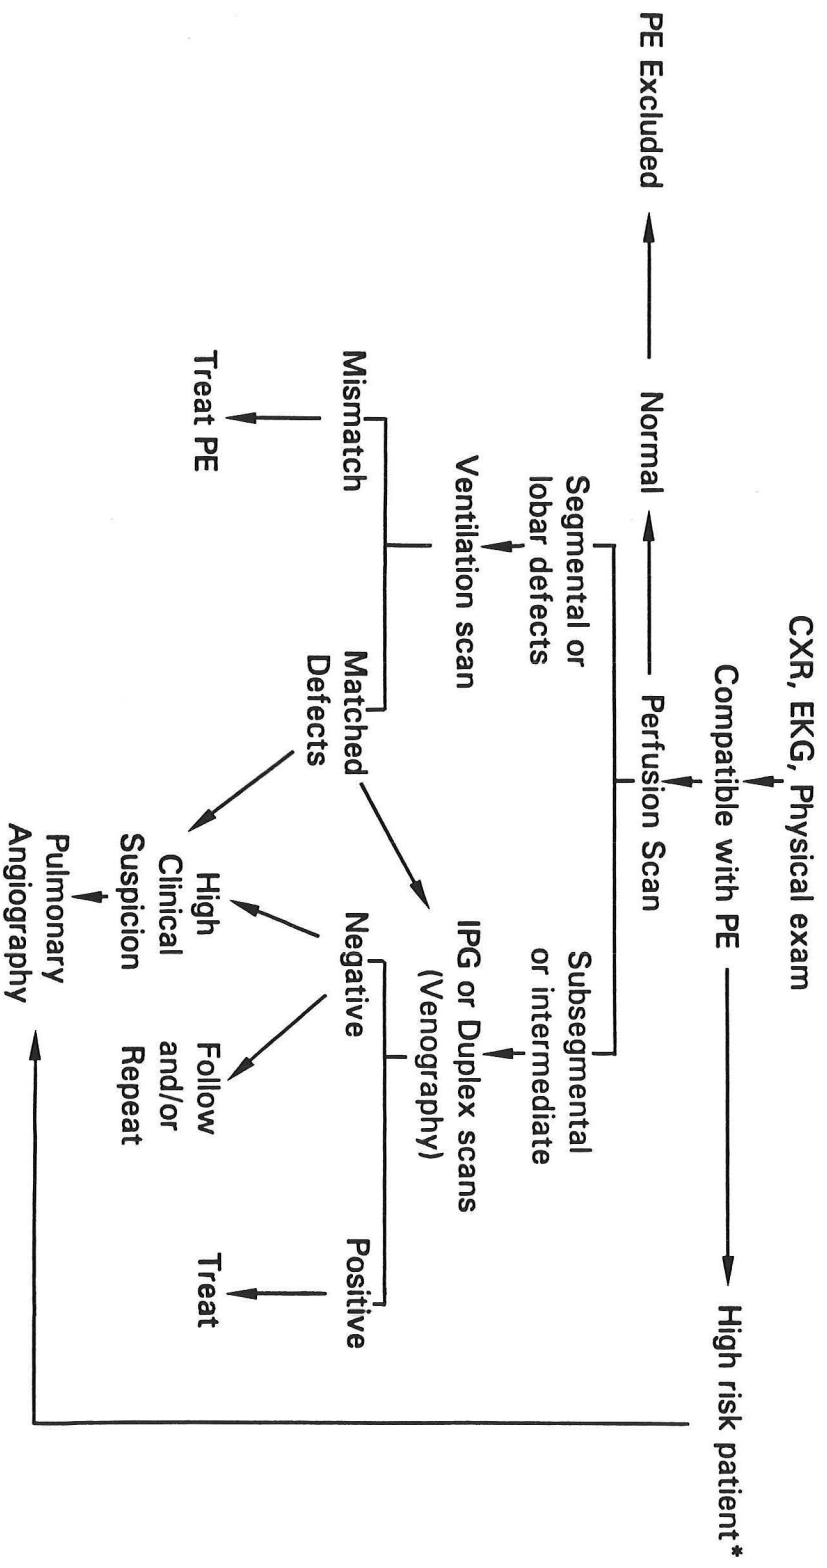 CXR, EKG, Physical exam
Compatible with PE
High risk patient*
PE Excluded
Normal
Perfusion Scan
Segmental or
lobar defects
Subsegmental
or intermediate
Ventilation scan
IPG or Duplex scans
(Venography)
Mismatch
Matched
Defects
Negative
Positive
Treat PE
High
Clinical
Suspicion
Follow
and/or
Repeat
Treat
Pulmonary
Angiography